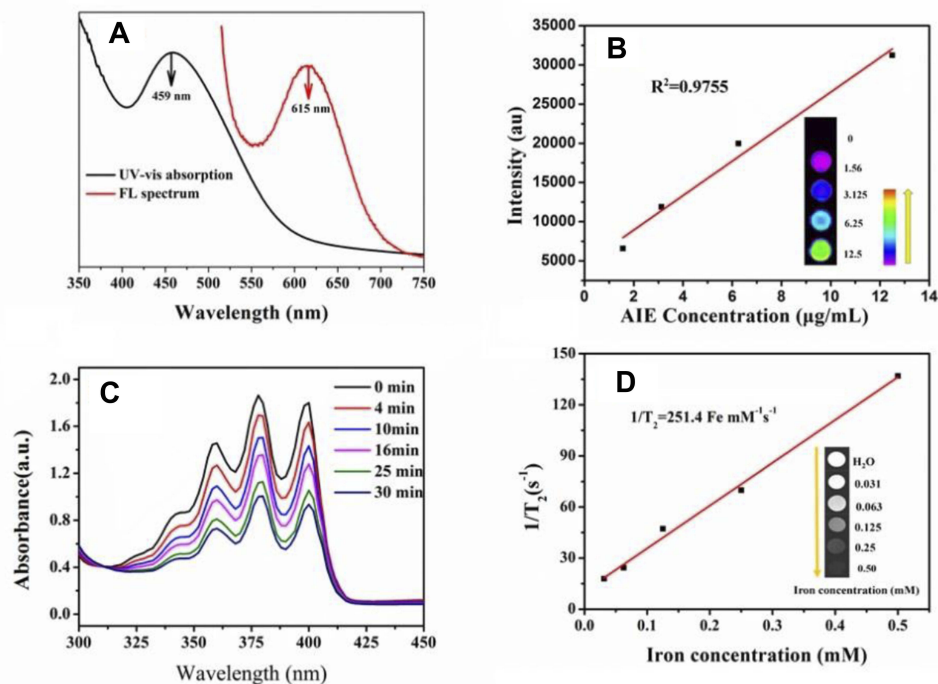 A
459 nm
615 nm
UV-vis absorption
FL spectrum
350 400 450 500 550 600 650 700 750
Wavelength (nm)
B
R²=0.9755
Intensity (au)
35000
30000
25000
20000
15000
10000
5000
0
1.56
3.125
6.25
12.5
0 2 4 6 8 10 12 14
AIE Concentration (µg/mL)
C
0 min
4 min
10min
16min
25 min
30 min
Absorbance(a.u.)
2.0
1.6
1.2
0.8
0.4
0.0
300 325 350 375 400 425 450
Wavelength (nm)
D
1/T₂=251.4 Fe mM⁻¹s⁻¹
1/T₂(s⁻¹)
150
120
90
60
30
0
H₂O
0.031
0.063
0.125
0.25
0.50
Iron concentration (mM)
0.0 0.1 0.2 0.3 0.4 0.5
Iron concentration (mM)